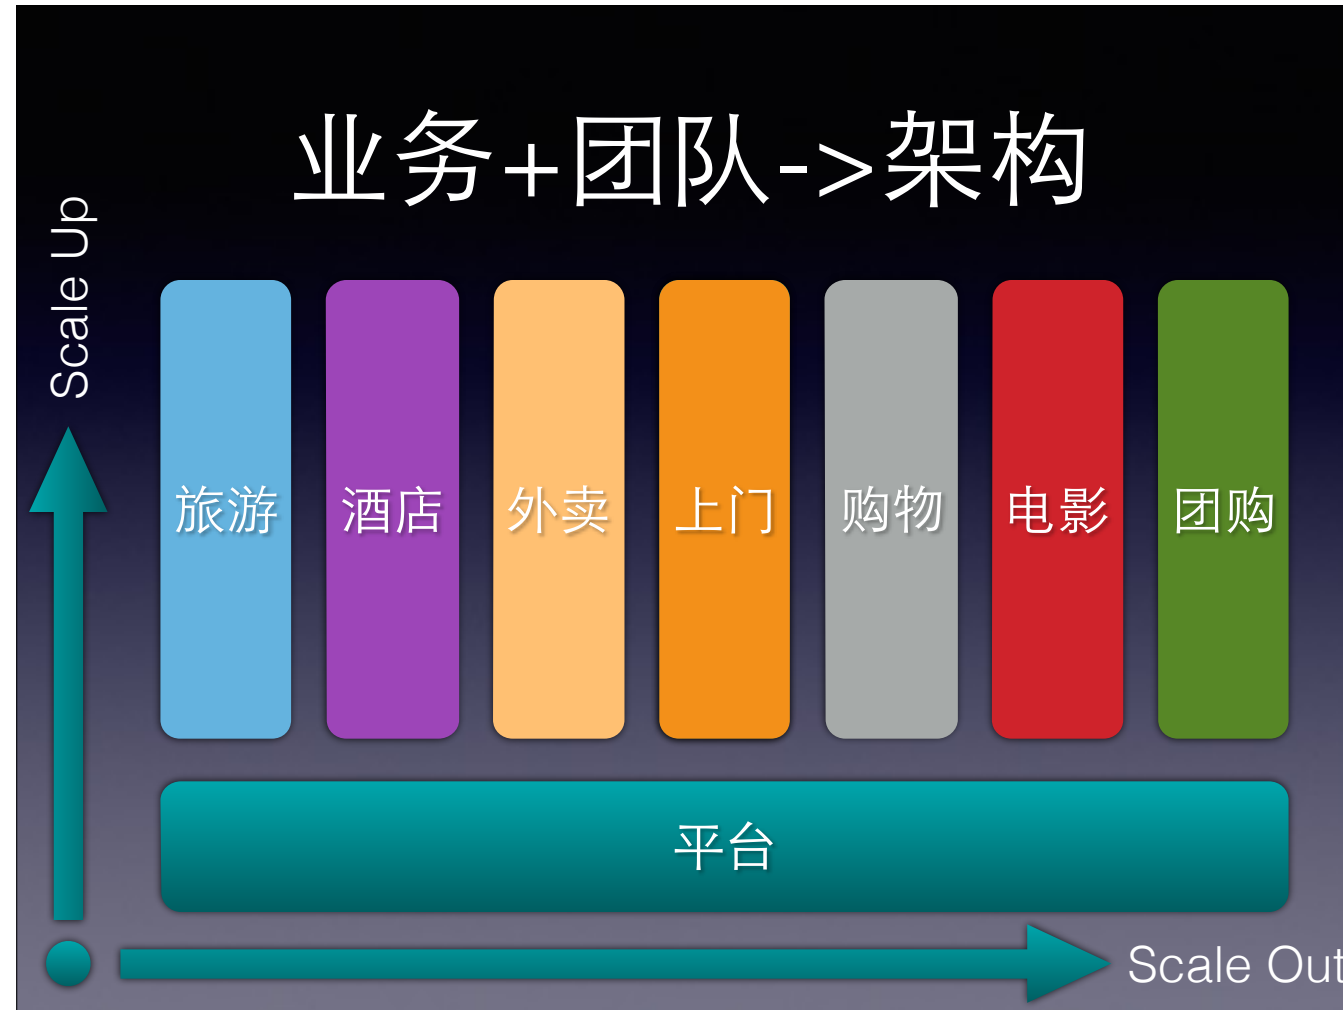 业务+团队->架构
Scale Up
旅游
酒店
外卖
上门
购物
电影
团购
平台
Scale Out